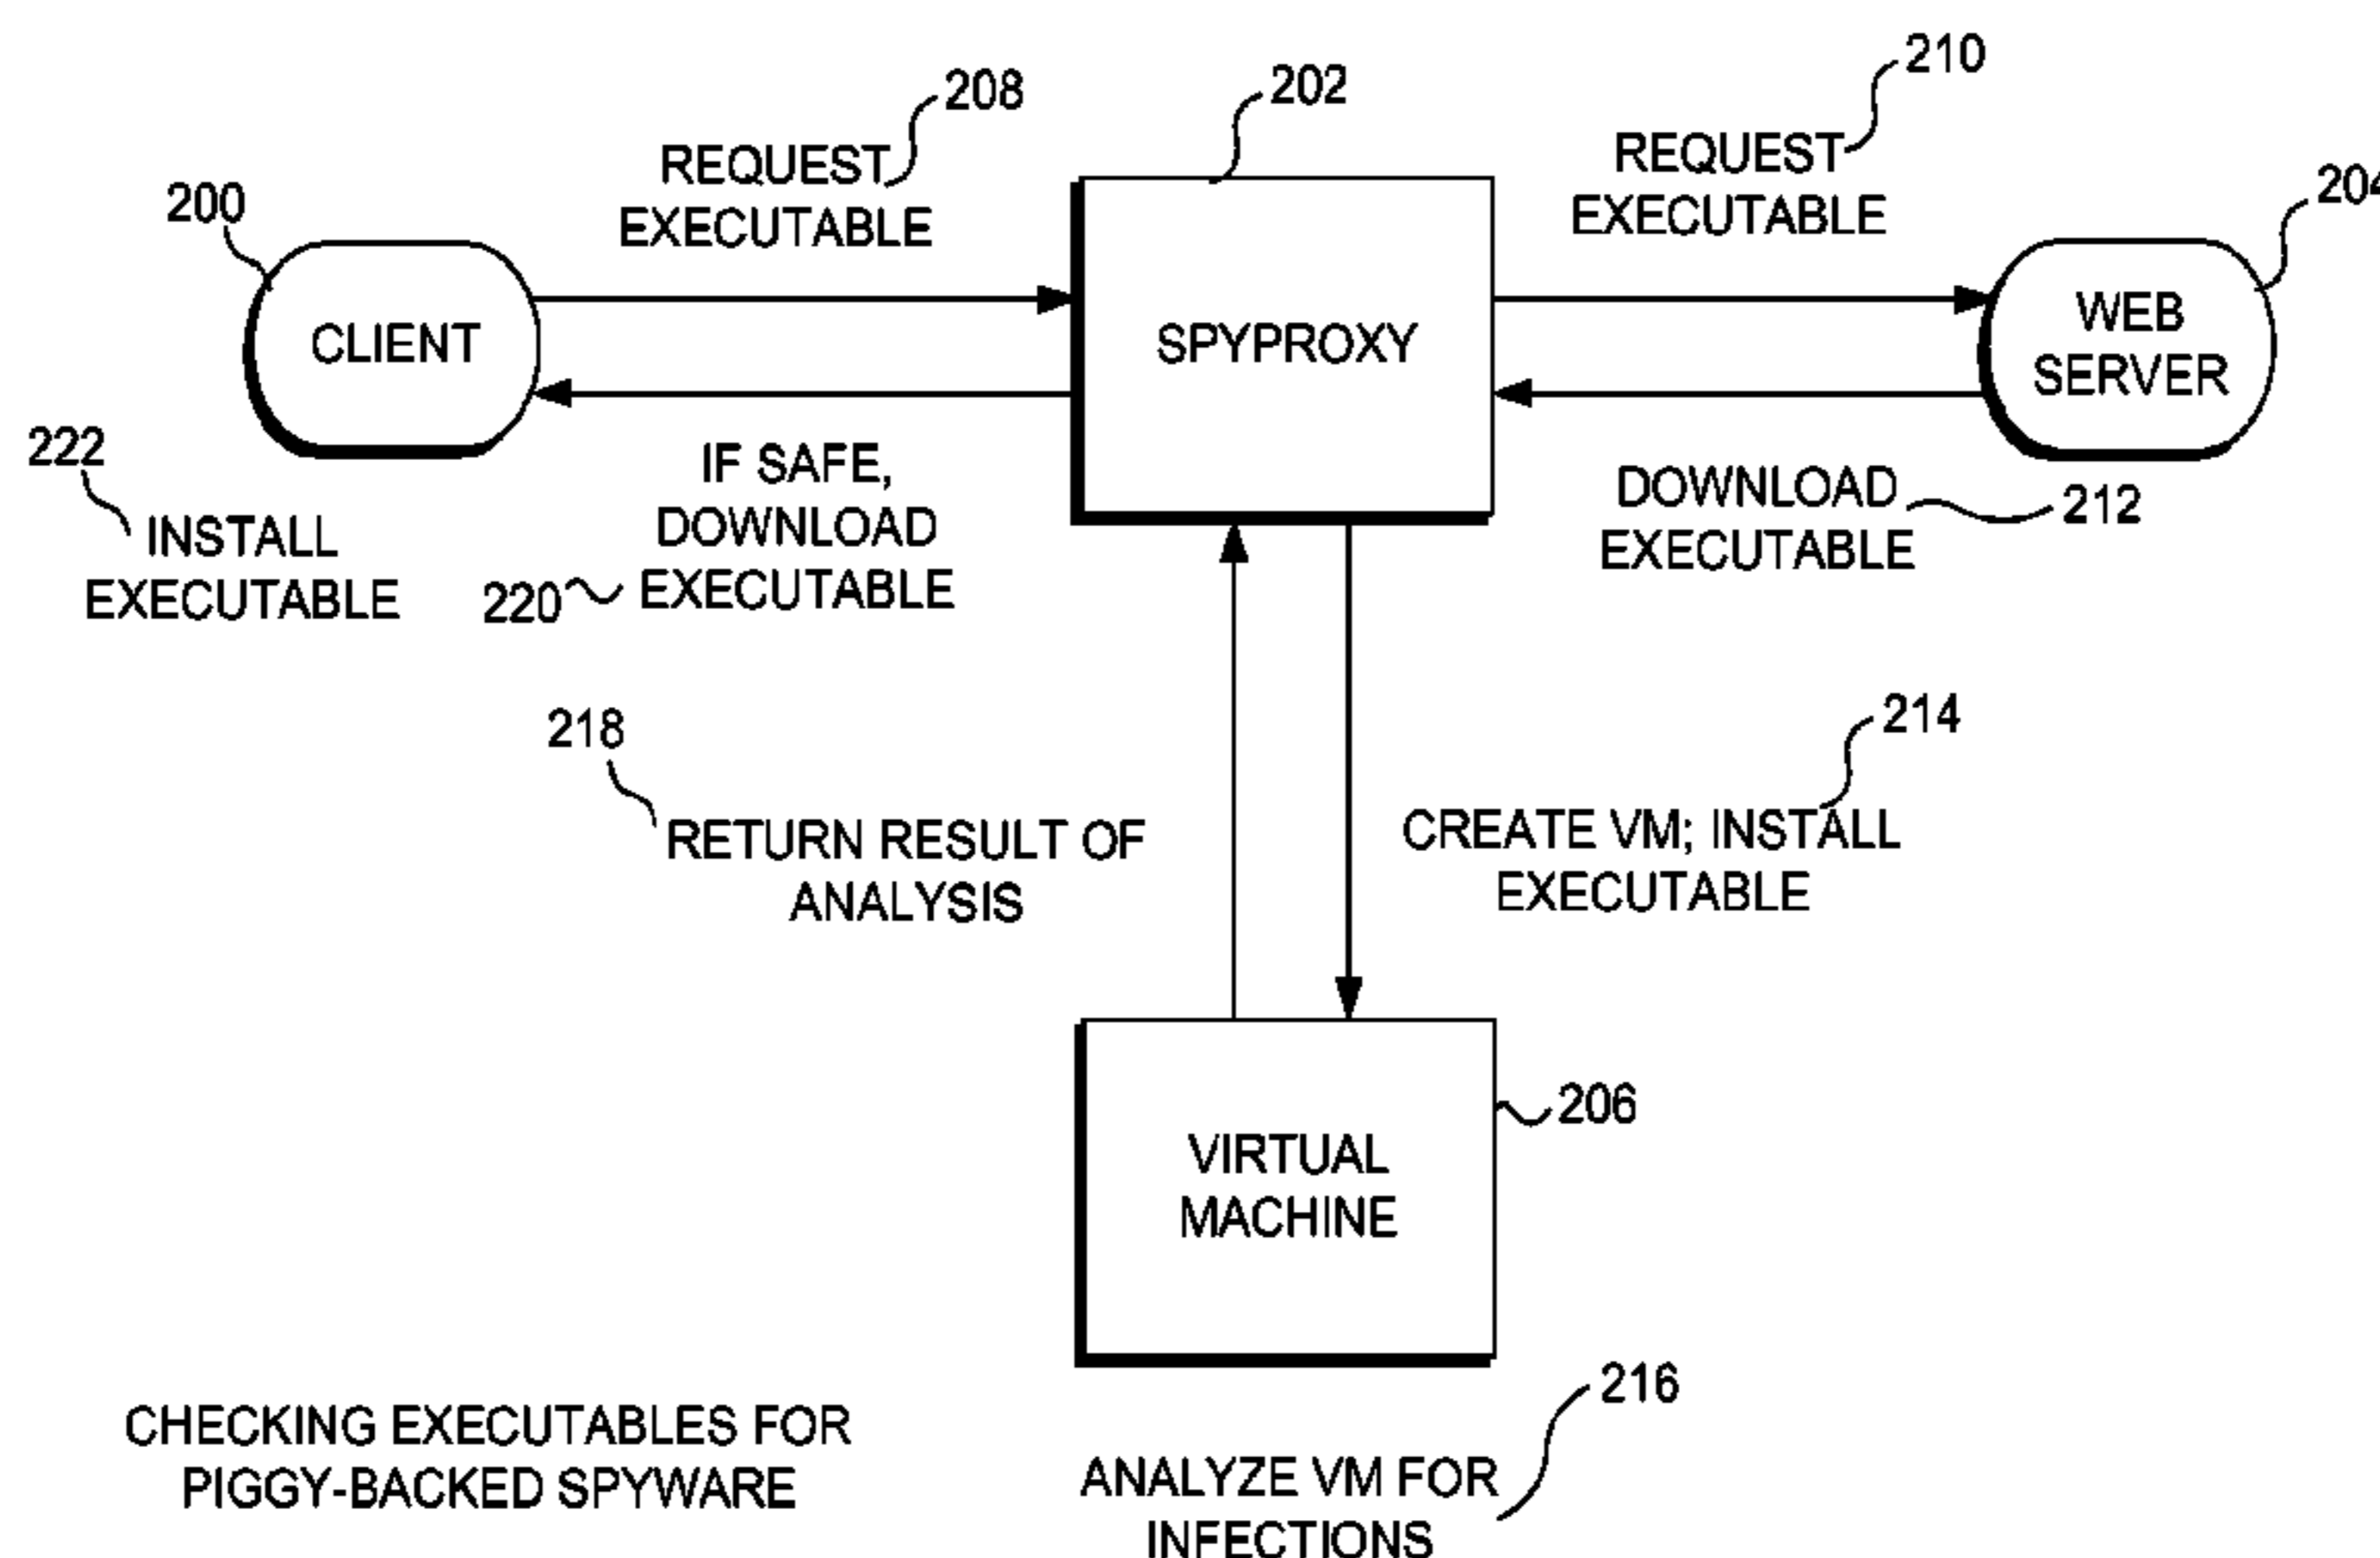 210
208
202
REQUEST
EXECUTABLE
REQUEST
EXECUTABLE
200
204
CLIENT
SPYPROXY
WEB
SERVER
222
INSTALL
EXECUTABLE
IF SAFE,
DOWNLOAD
EXECUTABLE
220
DOWNLOAD
EXECUTABLE
212
218
RETURN RESULT OF
ANALYSIS
214
CREATE VM; INSTALL
EXECUTABLE
VIRTUAL
MACHINE
206
216
CHECKING EXECUTABLES FOR
PIGGY-BACKED SPYWARE
ANALYZE VM FOR
INFECTIONS